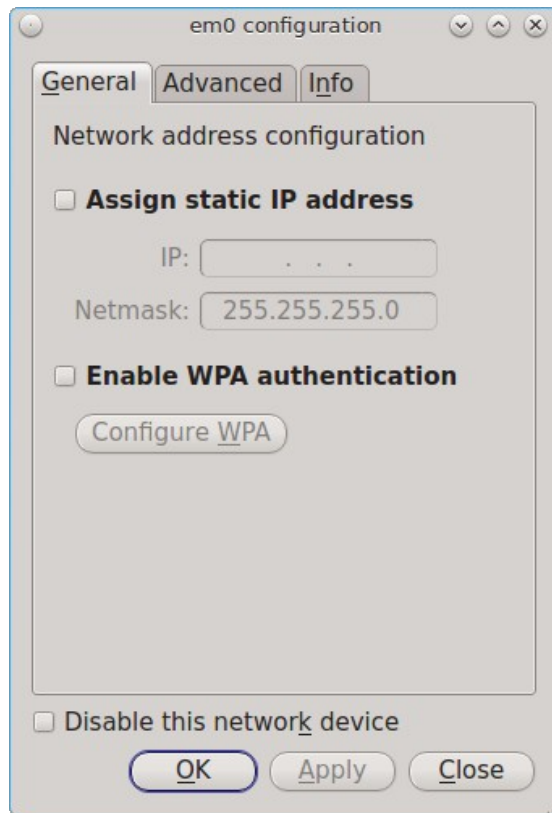 em0 configuration
General Advanced Info
Network address configuration
Assign static IP address
IP: . . .
Netmask: 255.255.255.0
Enable WPA authentication
Configure WPA
Disable this network device
OK Apply Close